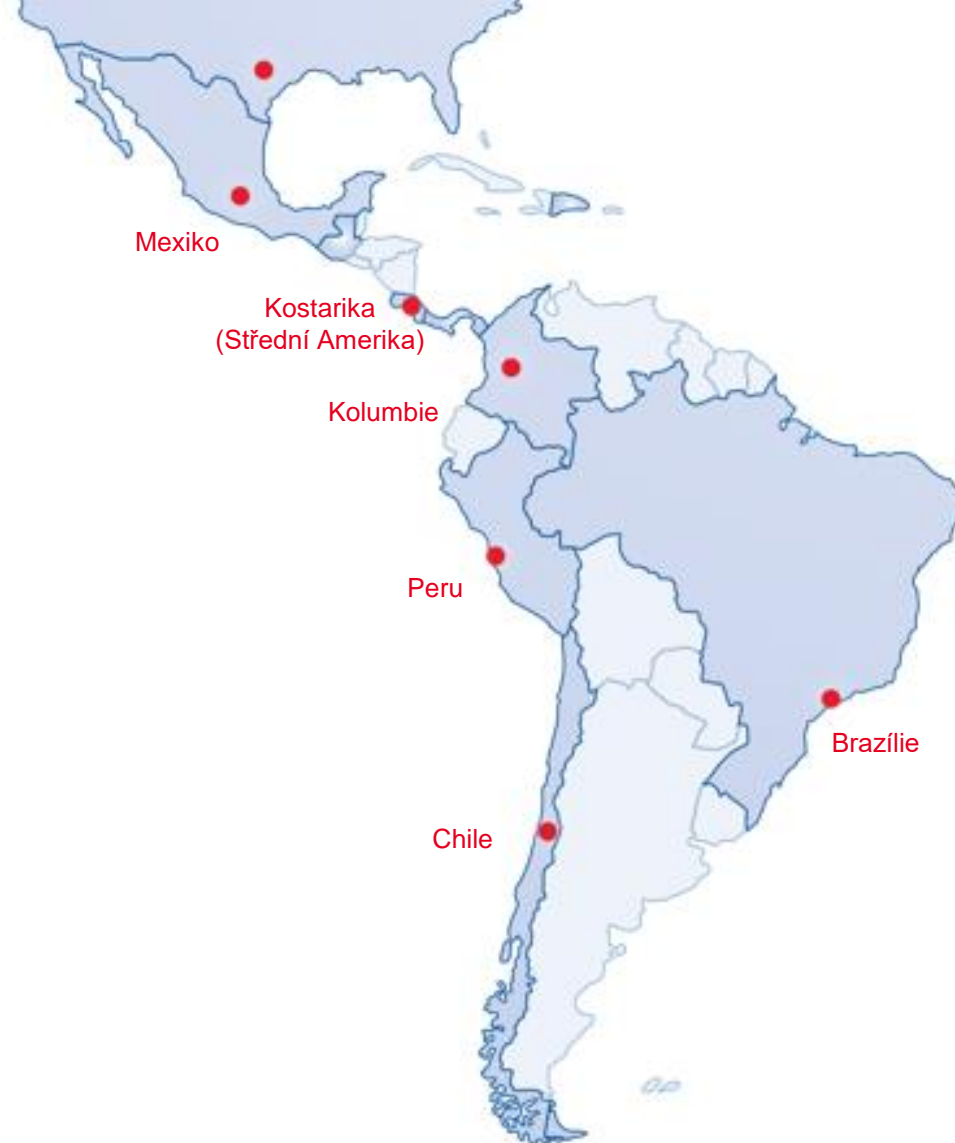 Mexiko
Kostarika
(Střední Amerika)
Kolumbie
Peru
Brazílie
Chile